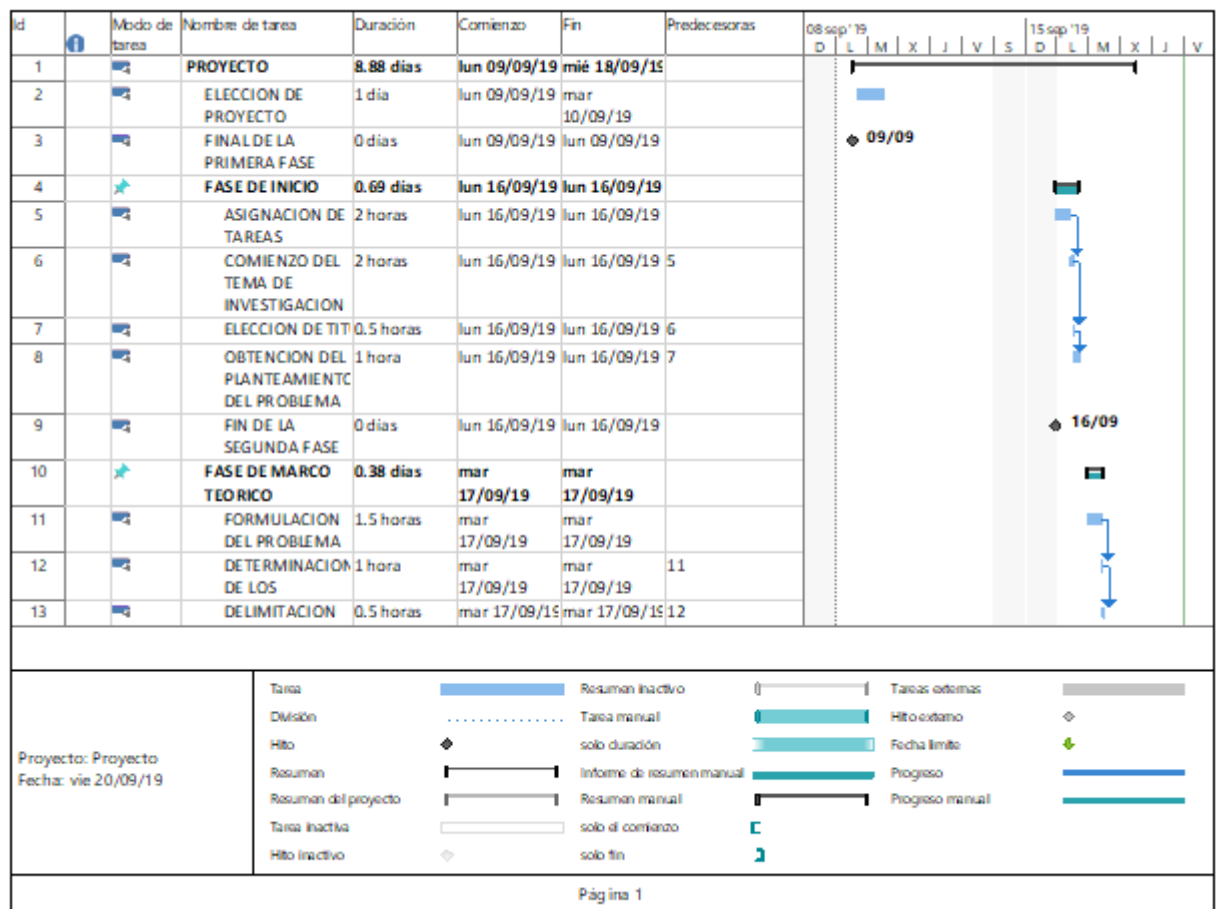 Id Modo de tarea Nombre de tarea Duración Comienzo Fin Predecesoras
08 sep '19 15 sep '19
D L M X J V S D L M X J V
1 PROYECTO 8.88 días lun 09/09/19 mié 18/09/19
2 ELECCION DE PROYECTO 1 día lun 09/09/19 mar 10/09/19
3 FINAL DE LA PRIMERA FASE 0 días lun 09/09/19 lun 09/09/19 09/09
4 FASE DE INICIO 0.69 días lun 16/09/19 lun 16/09/19
5 ASIGNACION DE TAREAS 2 horas lun 16/09/19 lun 16/09/19
6 COMIENZO DEL TEMA DE INVESTIGACION 2 horas lun 16/09/19 lun 16/09/19 5
7 ELECCION DE TITU 0.5 horas lun 16/09/19 lun 16/09/19 6
8 OBTENCION DEL PLANTEAMIENTO DEL PROBLEMA 1 hora lun 16/09/19 lun 16/09/19 7
9 FIN DE LA SEGUNDA FASE 0 días lun 16/09/19 lun 16/09/19 16/09
10 FASE DE MARCO TEORICO 0.38 días mar 17/09/19 mar 17/09/19
11 FORMULACION DEL PROBLEMA 1.5 horas mar 17/09/19 mar 17/09/19
12 DETERMINACION DE LOS 1 hora mar 17/09/19 mar 17/09/19 11
13 DELIMITACION 0.5 horas mar 17/09/19 mar 17/09/19 12
Proyecto: Proyecto
Fecha: vie 20/09/19
Tarea Resumen inactivo Tareas externas
División Tarea manual Hito externo
Hito solo duración Fecha límite
Resumen Informe de resumen manual Progreso
Resumen del proyecto Resumen manual Progreso manual
Tarea inactiva solo el comienzo
Hito inactivo solo fin
Página 1